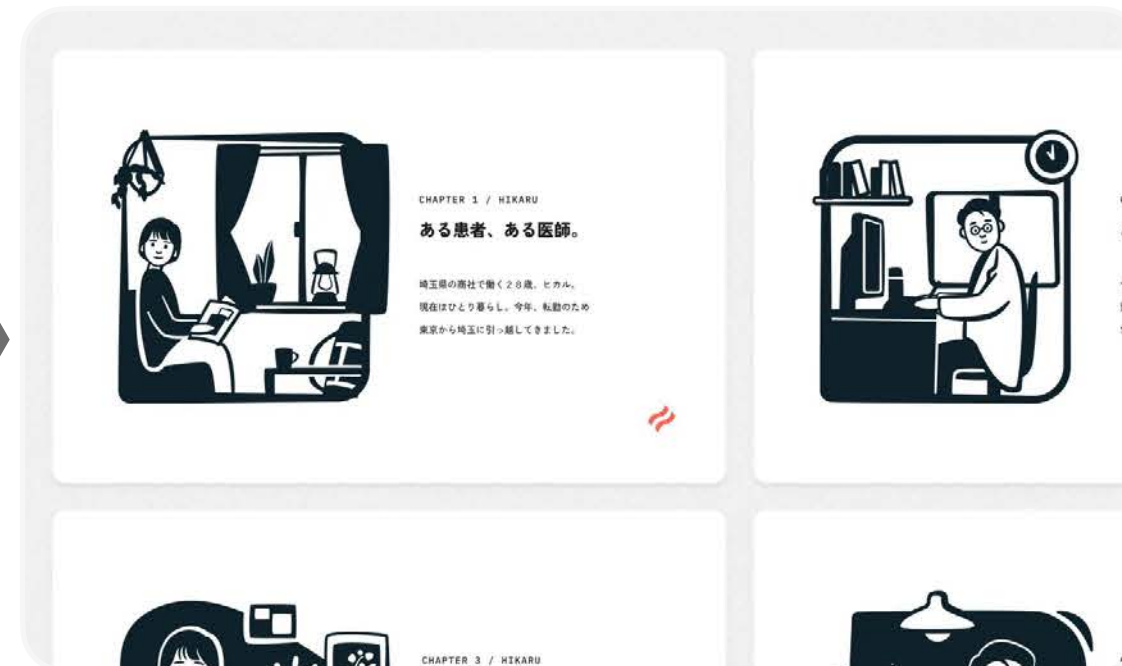 CHAPTER 1 / HIKARU
ある患者、ある医師。
埼玉県の商社で働く28歳、ヒカル。
現在はひとり暮らし。今年、転勤のため
東京から埼玉に引っ越してきました。
CHAPTER 3 / HIKARU